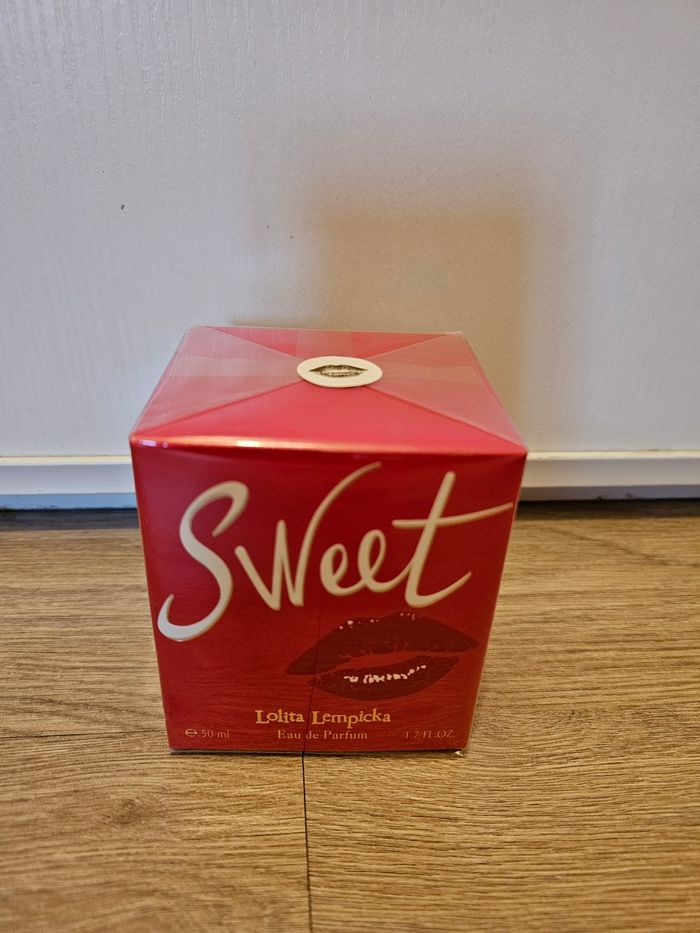 Sweet
Lolita Lempicka
℮ 50 ml Eau de Parfum 1.7 FL.OZ.